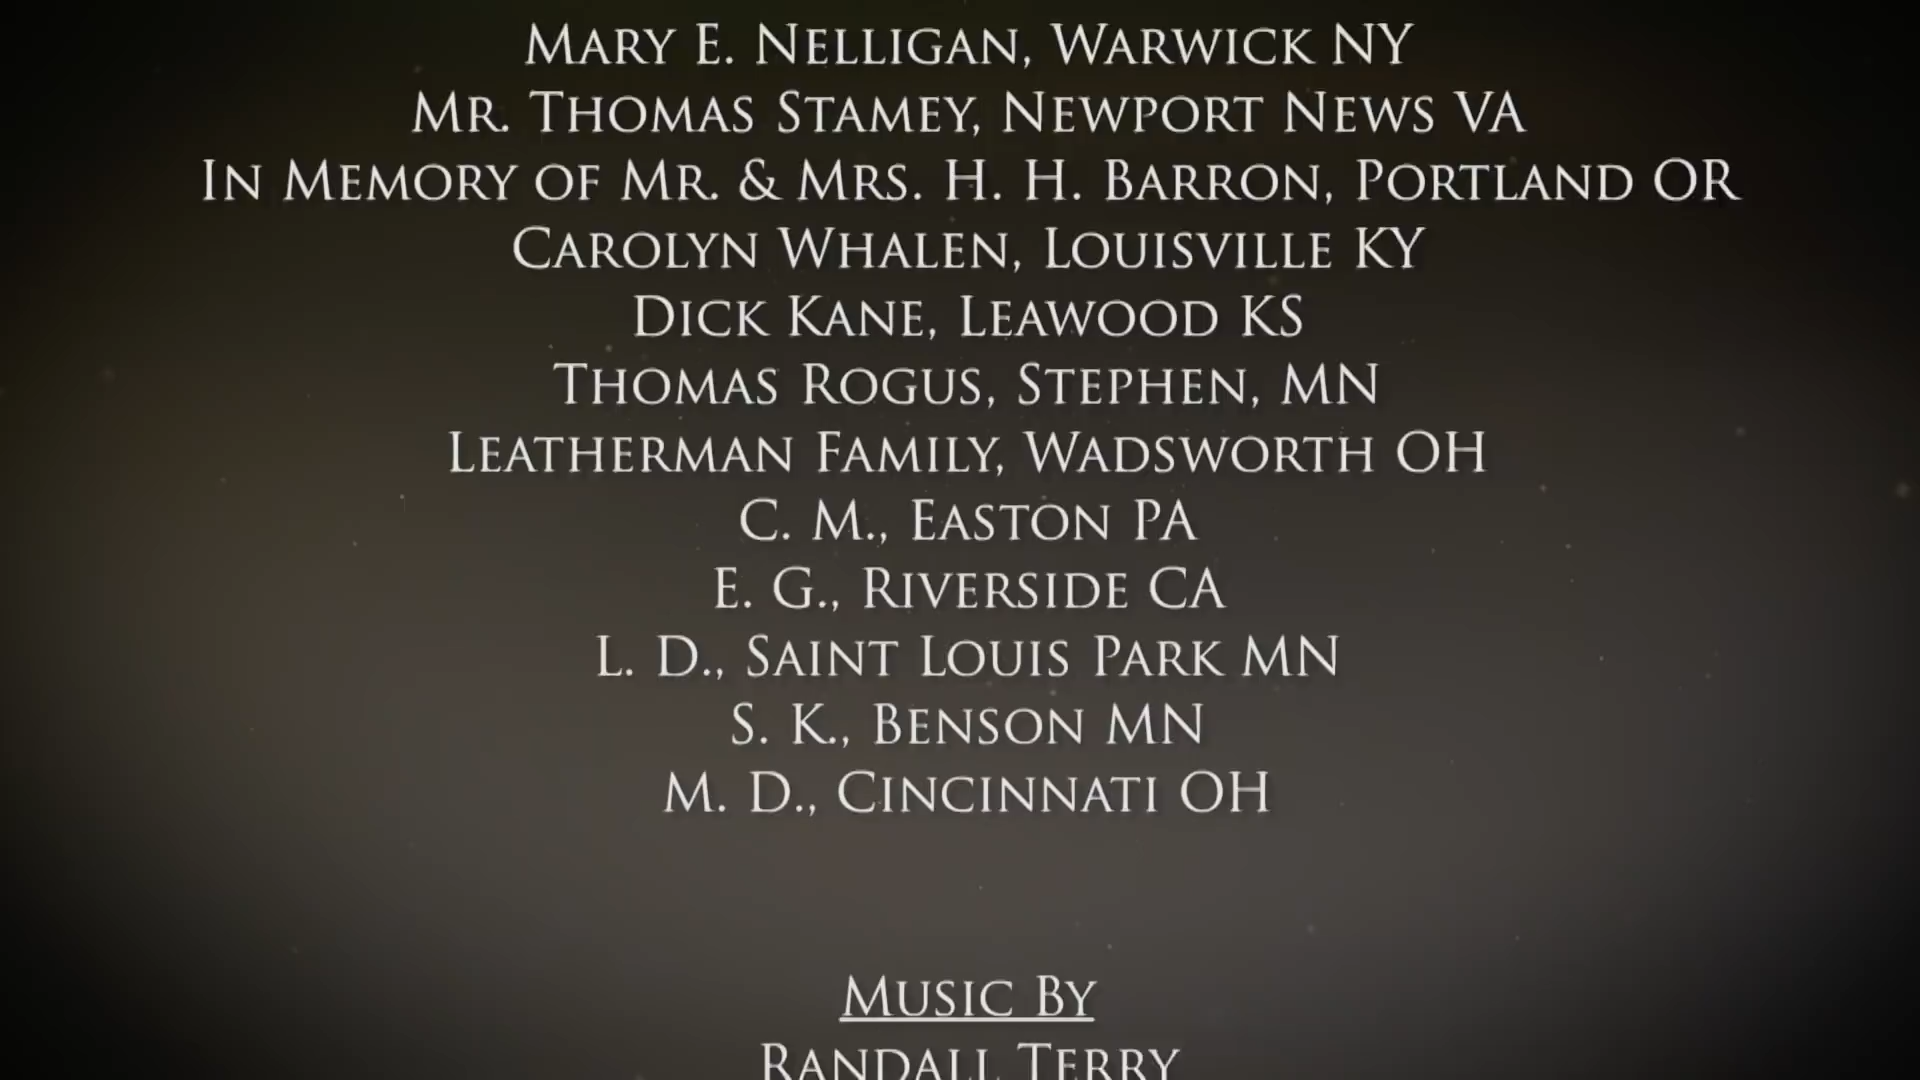 Mary E. Nelligan, Warwick NY
Mr. Thomas Stamey, Newport News VA
In Memory of Mr. & Mrs. H. H. Barron, Portland OR
Carolyn Whalen, Louisville KY
Dick Kane, Leawood KS
Thomas Rogus, Stephen, MN
Leatherman Family, Wadsworth OH
C. M., Easton PA
E. G., Riverside CA
L. D., Saint Louis Park MN
S. K., Benson MN
M. D., Cincinnati OH
Music By
Randall Terry